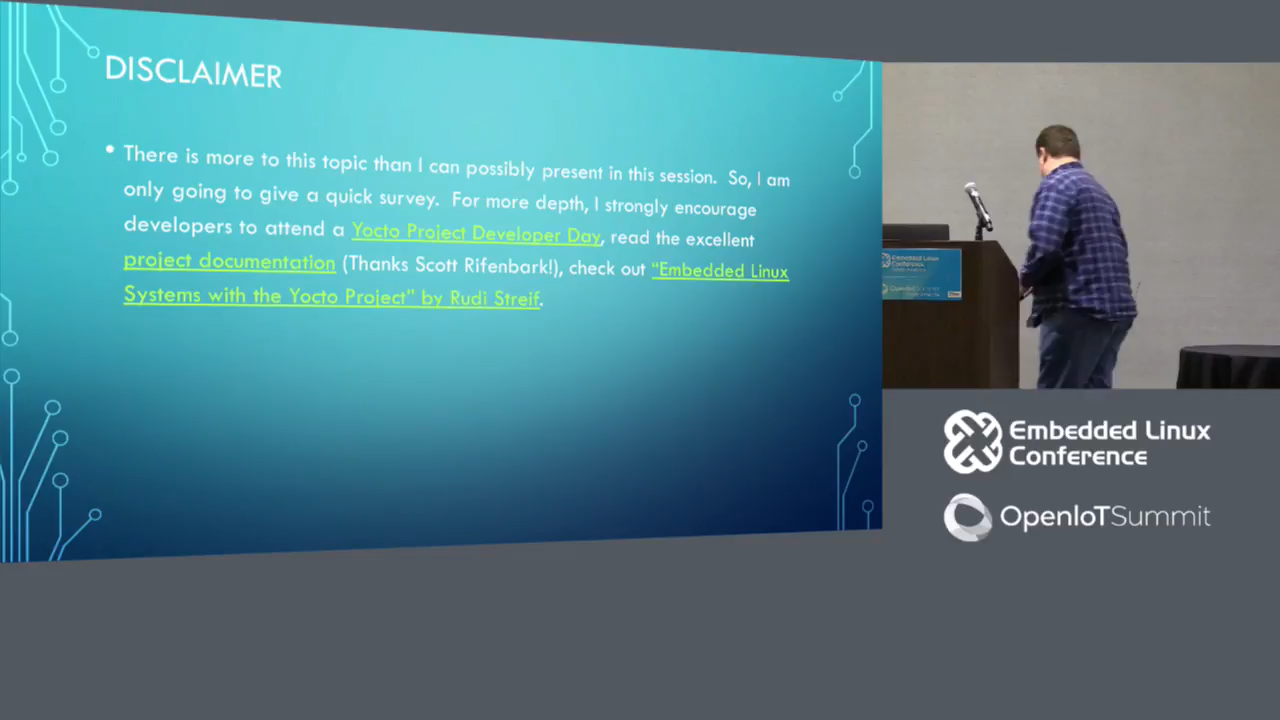 DISCLAIMER
• There is more to this topic than I can possibly present in this session. So, I am
only going to give a quick survey. For more depth, I strongly encourage
developers to attend a Yocto Project Developer Day, read the excellent
project documentation (Thanks Scott Rifenbark!), check out "Embedded Linux
Systems with the Yocto Project" by Rudi Streif.
Embedded Linux
Conference
Embedded Linux
Conference
OpenIoTSummit